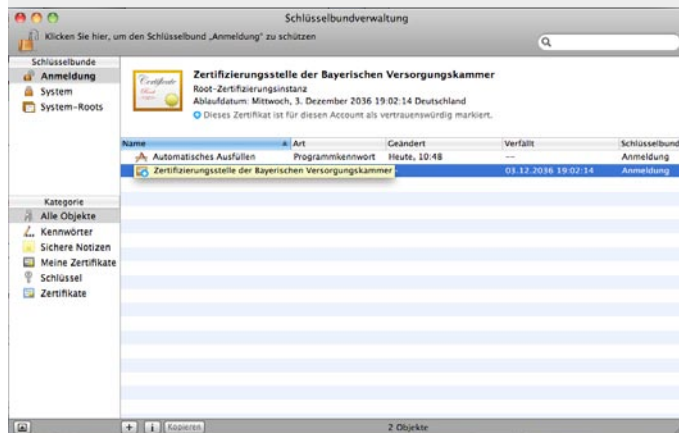 Schlüsselbundverwaltung
Klicken Sie hier, um den Schlüsselbund „Anmeldung" zu schützen
Schlüsselbunde
Anmeldung
System
System-Roots
Zertifizierungsstelle der Bayerischen Versorgungskammer
Root-Zertifizierungsinstanz
Ablaufdatum: Mittwoch, 3. Dezember 2036 19:02:14 Deutschland
Dieses Zertifikat ist für diesen Account als vertrauenswürdig markiert.
Name Art Geändert Verfällt Schlüsselbund
Automatisches Ausfüllen Programmkennwort Heute, 10:48 -- Anmeldung
Zertifizierungsstelle der Bayerischen Versorgungskammer 03.12.2036 19:02:14 Anmeldung
Kategorie
Alle Objekte
Kennwörter
Sichere Notizen
Meine Zertifikate
Schlüssel
Zertifikate
Kopieren
2 Objekte